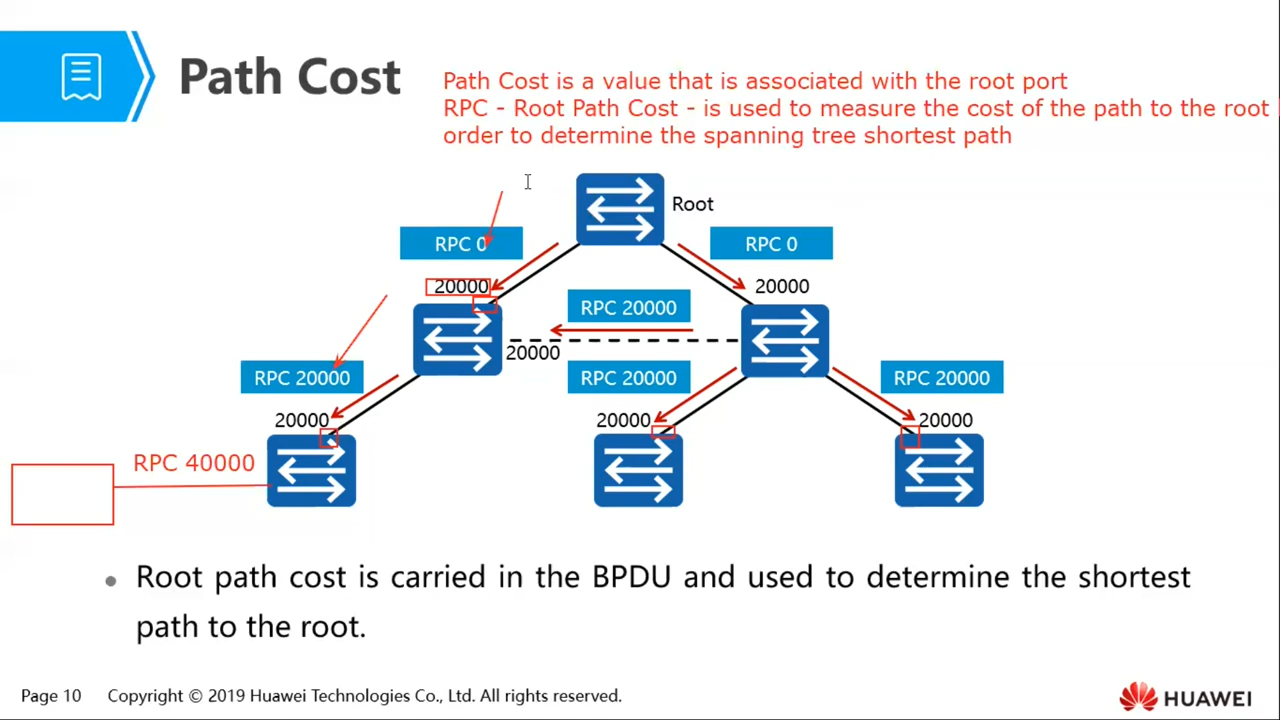 Path Cost
Path Cost is a value that is associated with the root port
RPC - Root Path Cost - is used to measure the cost of the path to the root
order to determine the spanning tree shortest path
Root
RPC 0
RPC 0
20000
20000
RPC 20000
20000
RPC 20000
RPC 20000
RPC 20000
20000
20000
20000
RPC 40000
Root path cost is carried in the BPDU and used to determine the shortest
path to the root.
Page 10 Copyright © 2019 Huawei Technologies Co., Ltd. All rights reserved.
HUAWEI